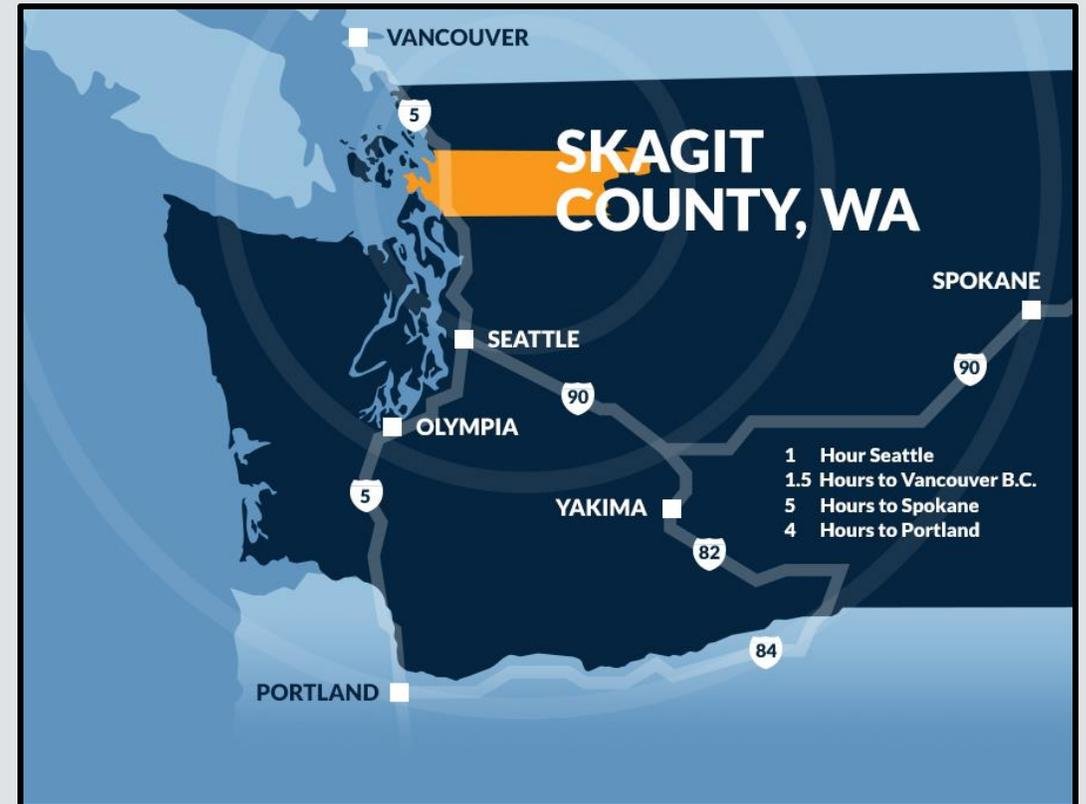 VANCOUVER
5
SKAGIT
COUNTY, WA
SPOKANE
SEATTLE
90
90
OLYMPIA
1 Hour Seattle
1.5 Hours to Vancouver B.C.
5 Hours to Spokane
4 Hours to Portland
5
YAKIMA
82
84
PORTLAND